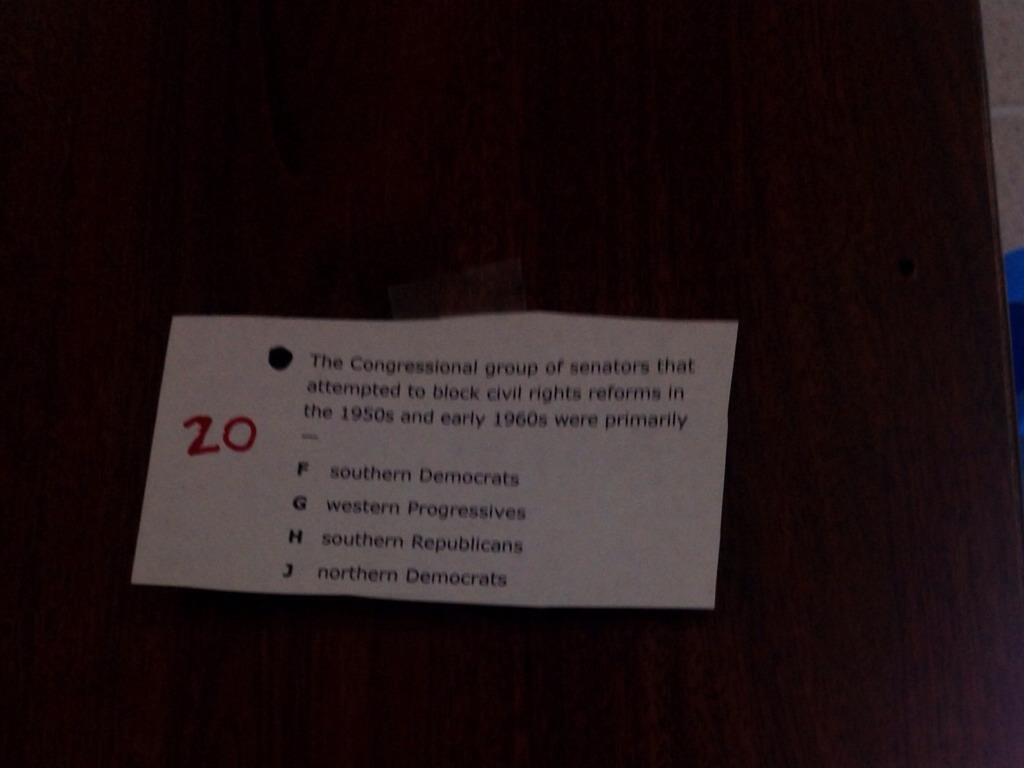 The Congressional group of senators that
attempted to block civil rights reforms in
the 1950s and early 1960s were primarily
—
20
F southern Democrats
G western Progressives
H southern Republicans
J northern Democrats